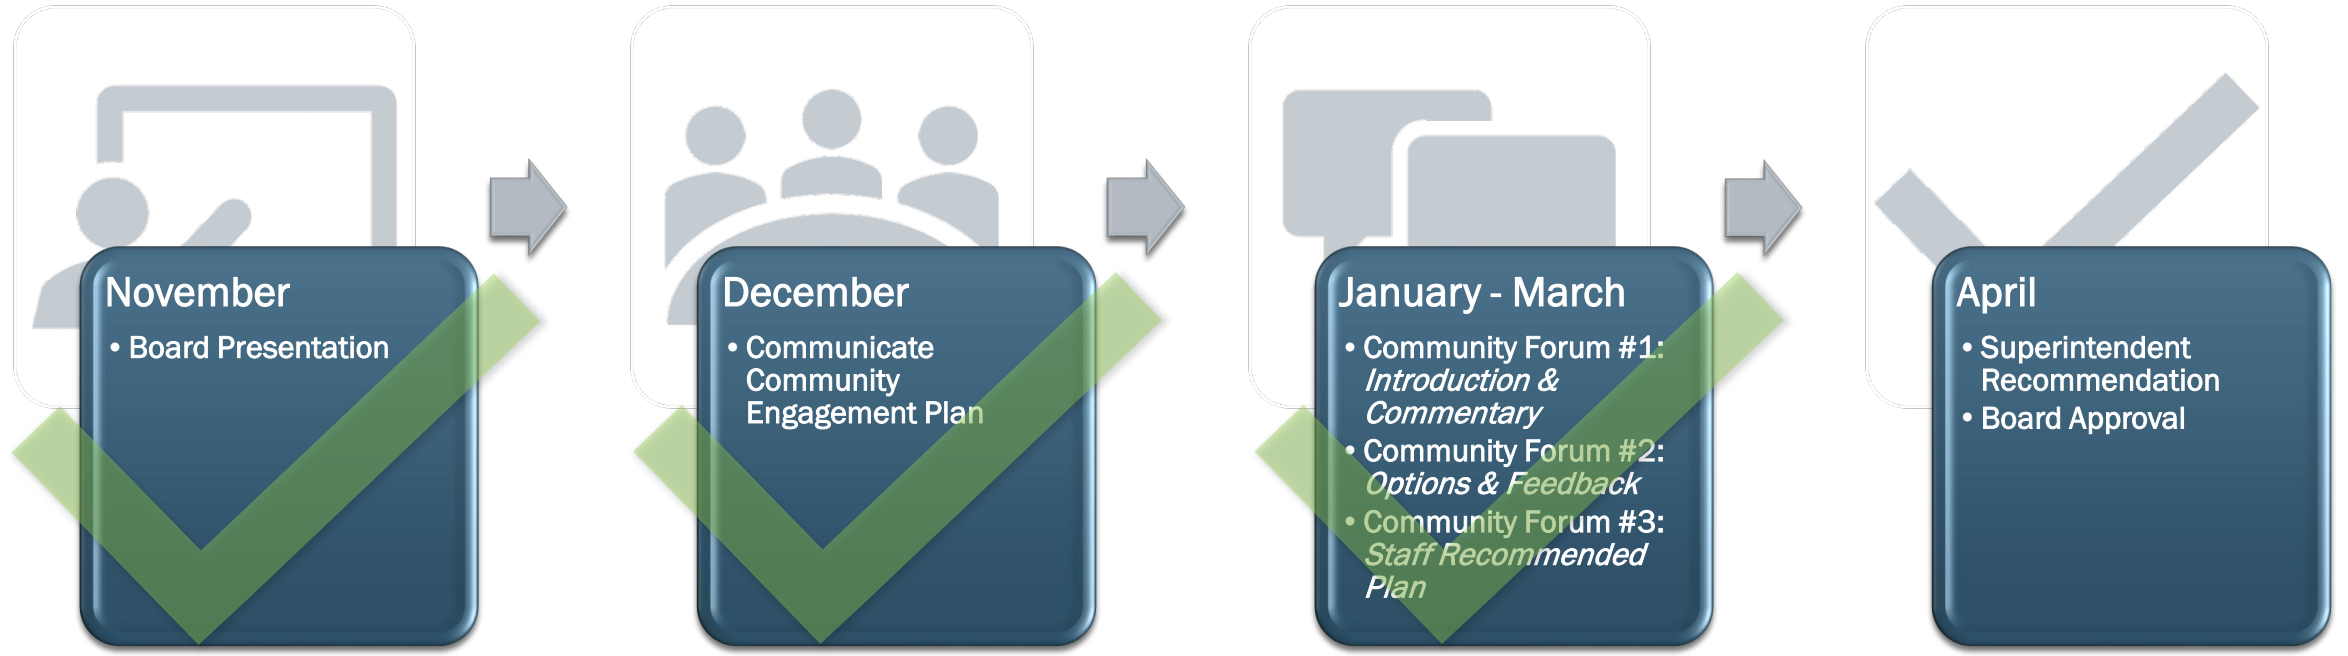 November
• Board Presentation
December
• Communicate
Community
Engagement Plan
January - March
• Community Forum #1:
Introduction &
Commentary
• Community Forum #2:
Options & Feedback
• Community Forum #3:
Staff Recommended
Plan
April
• Superintendent
Recommendation
• Board Approval